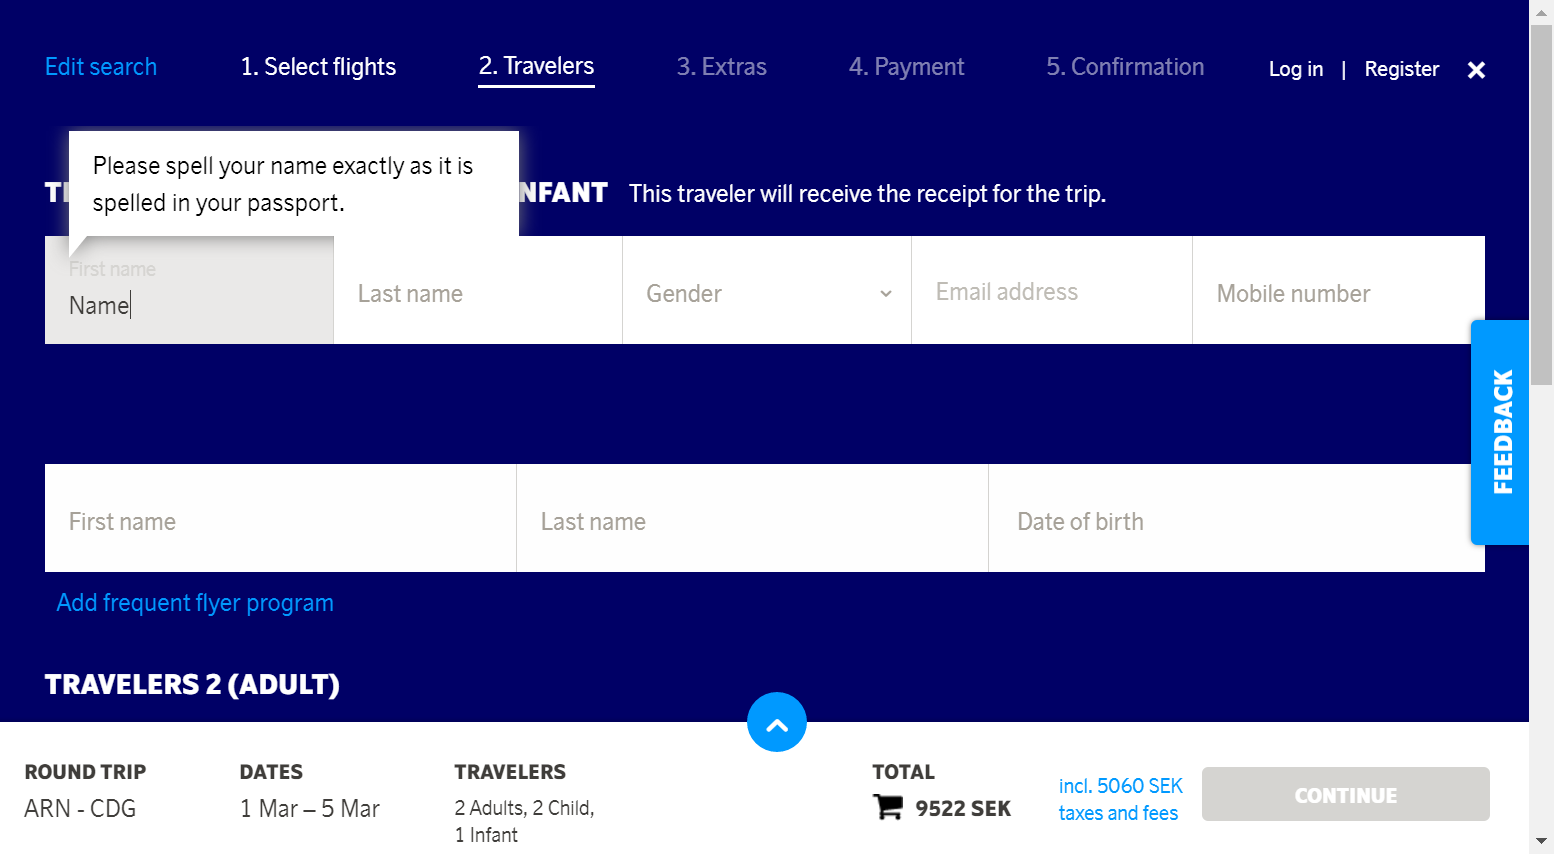 Edit search
1. Select flights
2. Travelers
3. Extras
4. Payment
5. Confirmation
Log in | Register
Please spell your name exactly as it is
spelled in your passport.
This traveler will receive the receipt for the trip.
First name
Name
Last name
Gender
Email address
Mobile number
FEEDBACK
First name
Last name
Date of birth
Add frequent flyer program
TRAVELERS 2 (ADULT)
ROUND TRIP
ARN - CDG
DATES
1 Mar – 5 Mar
TRAVELERS
2 Adults, 2 Child,
1 Infant
TOTAL
9522 SEK
incl. 5060 SEK
taxes and fees
CONTINUE